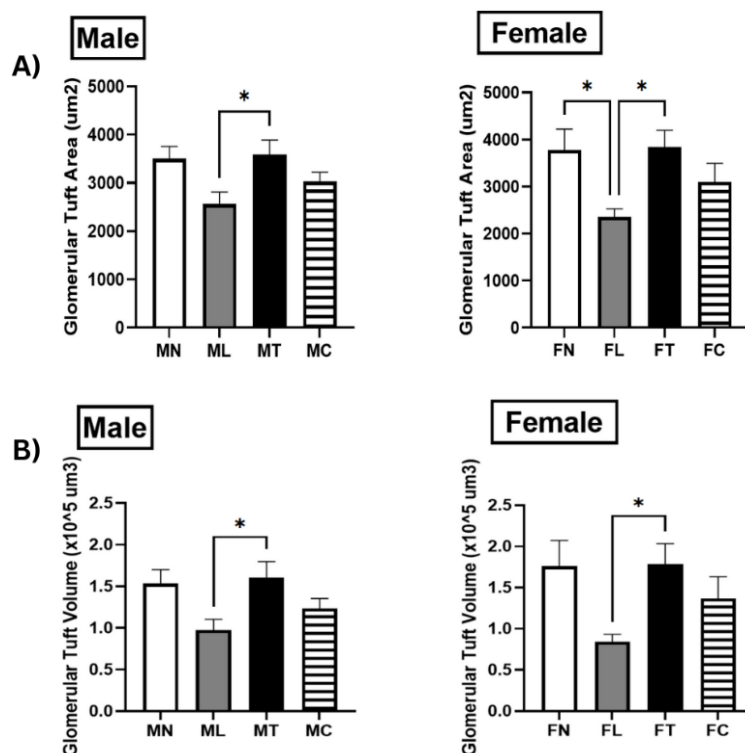 Male
Female
A)
Glomerular Tuft Area (um2)
5000
4000
3000
2000
1000
0
*
MN ML MT MC
Glomerular Tuft Area (um2)
5000
4000
3000
2000
1000
0
* *
FN FL FT FC
Male
Female
B)
Glomerular Tuft Volume (x10^5 um3)
2.5
2.0
1.5
1.0
0.5
0.0
*
MN ML MT MC
Glomerular Tuft Volume (x10^5 um3)
2.5
2.0
1.5
1.0
0.5
0.0
*
FN FL FT FC